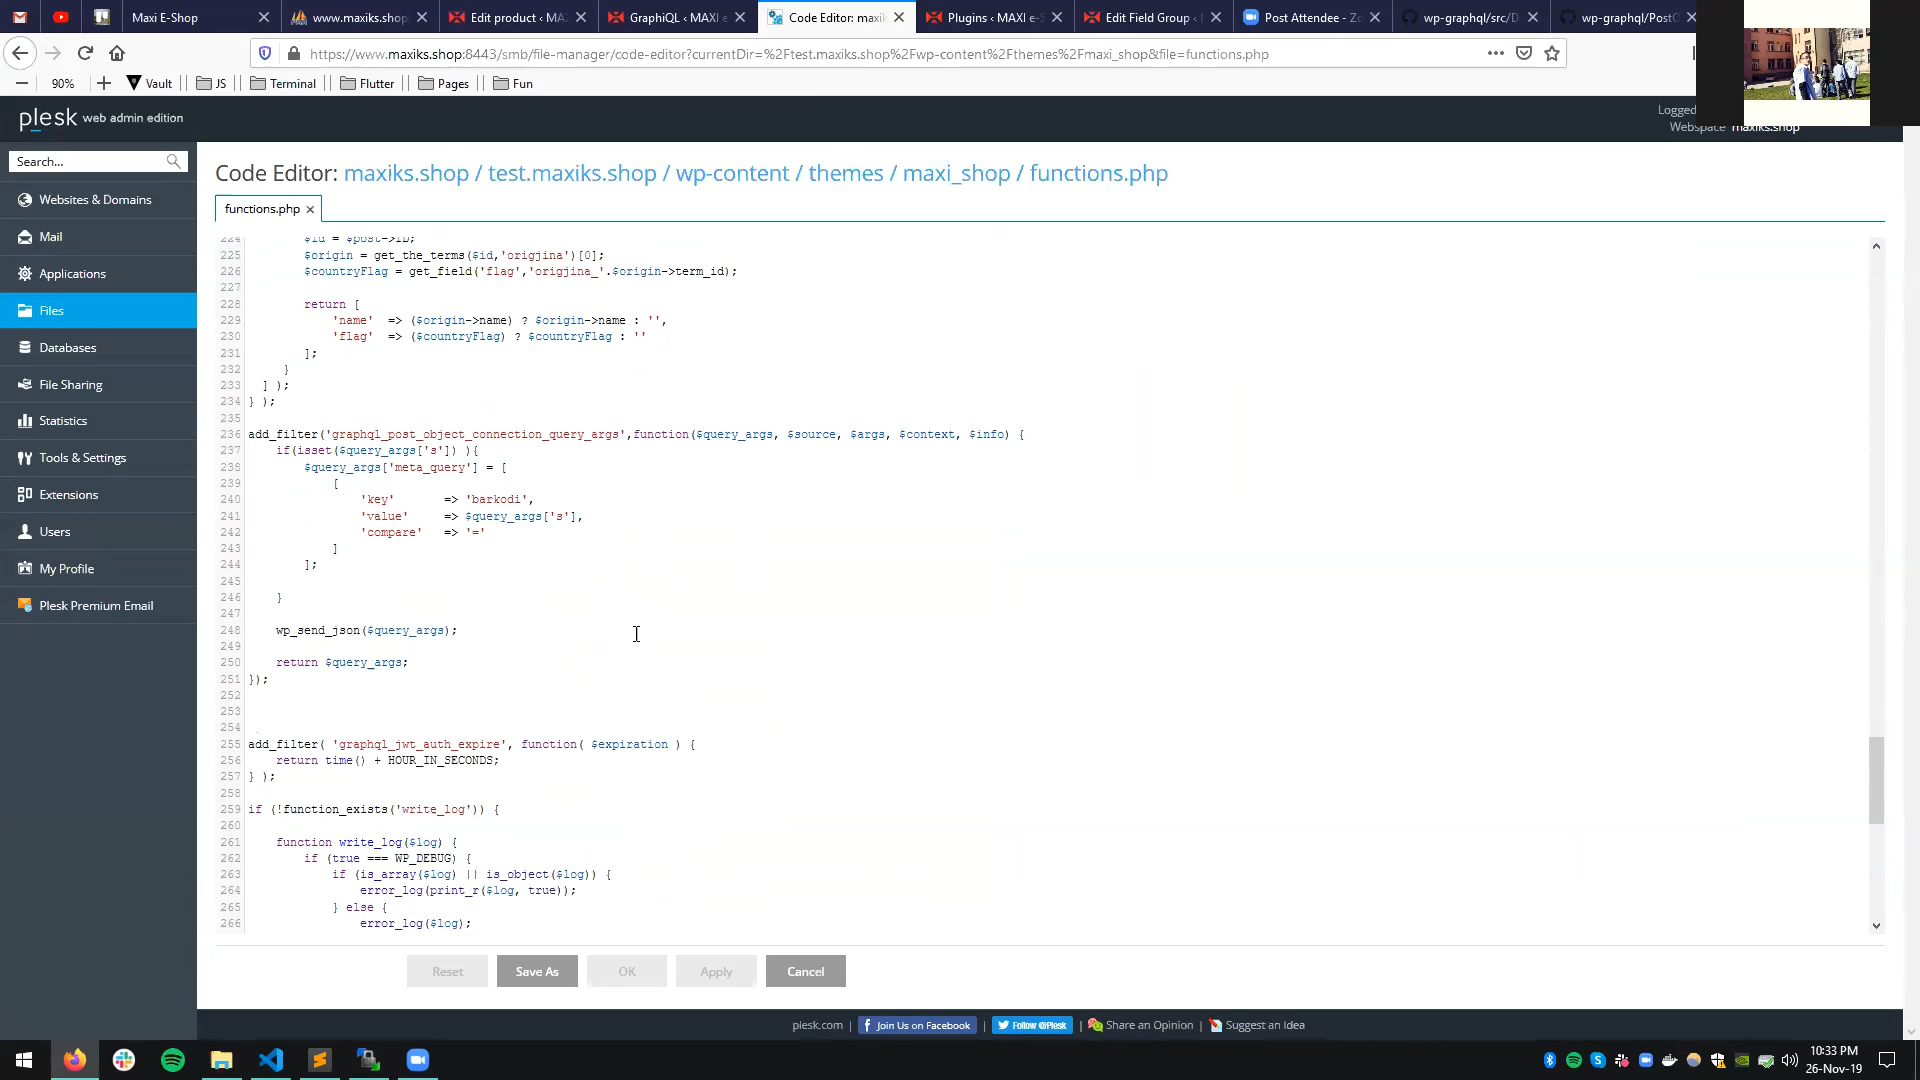 Maxi E-Shop
www.maxiks.shop
Edit product ‹ MA
GraphiQL ‹ MAXI e
Code Editor: maxik
Plugins ‹ MAXI e-S
Edit Field Group ‹
Post Attendee - Zo
wp-graphql/src/D
wp-graphql/PostO
https://www.maxiks.shop:8443/smb/file-manager/code-editor?currentDir=%2Ftest.maxiks.shop%2Fwp-content%2Fthemes%2Fmaxi_shop&file=functions.php
90%
Vault
JS
Terminal
Flutter
Pages
Fun
plesk web admin edition
Logged
Webspace maxiks.shop
Search...
Websites & Domains
Mail
Applications
Files
Databases
File Sharing
Statistics
Tools & Settings
Extensions
Users
My Profile
Plesk Premium Email
Code Editor: maxiks.shop / test.maxiks.shop / wp-content / themes / maxi_shop / functions.php
functions.php
224 $id = $post->ID;
225 $origin = get_the_terms($id,'origjina')[0];
226 $countryFlag = get_field('flag','origjina_'.$origin->term_id);
227
228 return [
229 'name' => ($origin->name) ? $origin->name : '',
230 'flag' => ($countryFlag) ? $countryFlag : ''
231 ];
232 }
233 ] );
234 } );
235
236 add_filter('graphql_post_object_connection_query_args',function($query_args, $source, $args, $context, $info) {
237 if(isset($query_args['s']) ){
238 $query_args['meta_query'] = [
239 [
240 'key' => 'barkodi',
241 'value' => $query_args['s'],
242 'compare' => '='
243 ]
244 ];
245
246 }
247
248 wp_send_json($query_args);
249
250 return $query_args;
251 });
252
253
254
255 add_filter( 'graphql_jwt_auth_expire', function( $expiration ) {
256 return time() + HOUR_IN_SECONDS;
257 } );
258
259 if (!function_exists('write_log')) {
260
261 function write_log($log) {
262 if (true === WP_DEBUG) {
263 if (is_array($log) || is_object($log)) {
264 error_log(print_r($log, true));
265 } else {
266 error_log($log);
Reset
Save As
OK
Apply
Cancel
plesk.com | Join Us on Facebook | Follow @Plesk | Share an Opinion | Suggest an Idea
10:33 PM
26-Nov-19